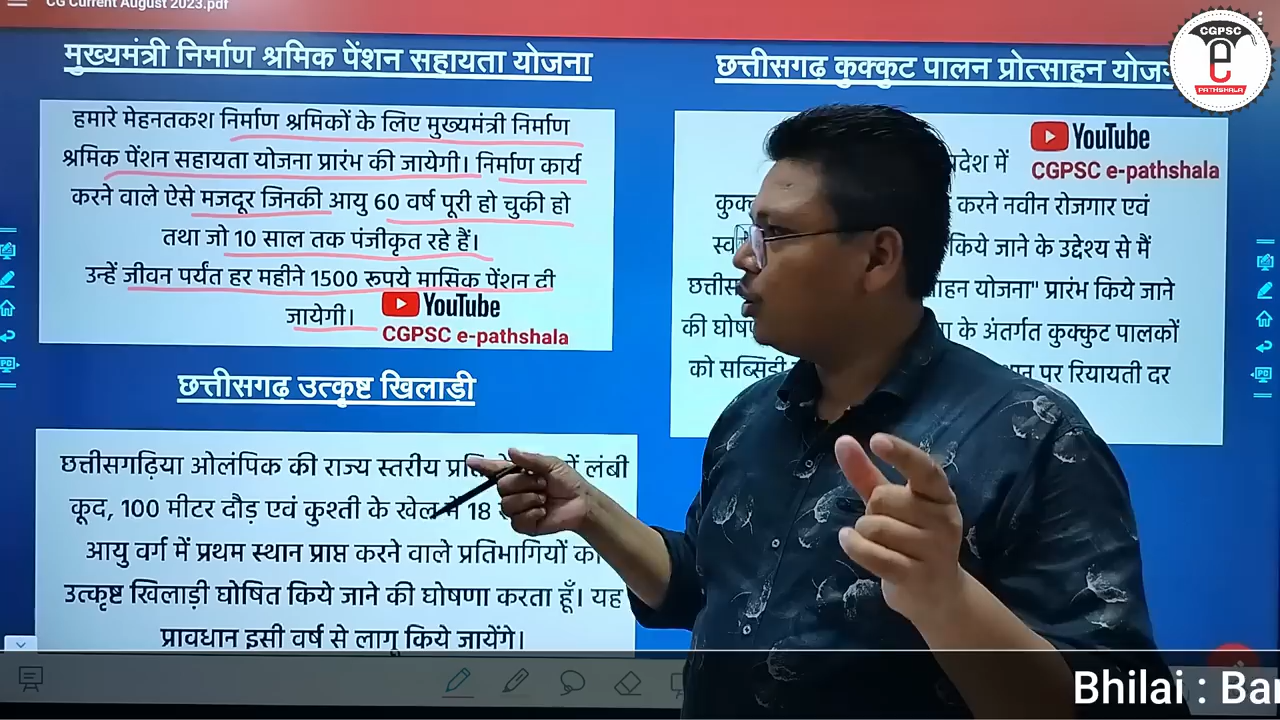 CG Current August 2023.pdf
CGPSC
e
PATHSHALA
मुख्यमंत्री निर्माण श्रमिक पेंशन सहायता योजना
हमारे मेहनतकश निर्माण श्रमिकों के लिए मुख्यमंत्री निर्माण
श्रमिक पेंशन सहायता योजना प्रारंभ की जायेगी। निर्माण कार्य
करने वाले ऐसे मजदूर जिनकी आयु 60 वर्ष पूरी हो चुकी हो
तथा जो 10 साल तक पंजीकृत रहे हैं।
उन्हें जीवन पर्यंत हर महीने 1500 रूपये मासिक पेंशन दी
जायेगी।
YouTube
CGPSC e-pathshala
छत्तीसगढ़ उत्कृष्ट खिलाड़ी
छत्तीसगढ़िया ओलंपिक की राज्य स्तरीय लंबी
कूद, 100 मीटर दौड़ एवं कुश्ती के खेल में 18
आयु वर्ग में प्रथम स्थान प्राप्त करने वाले प्रतिभागियों को
उत्कृष्ट खिलाड़ी घोषित किये जाने की घोषणा करता हूँ। यह
प्रावधान इसी वर्ष से लागू किये जायेंगे।
छत्तीसगढ़ कुक्कुट पालन प्रोत्साहन
YouTube
CGPSC e-pathshala
में
करने नवीन रोजगार एवं
किये जाने के उद्देश्य से मैं
योजना" प्रारंभ किये जाने
की के अंतर्गत कुक्कुट पालकों
को सब्सिडी पर रियायती दर
Bhilai :